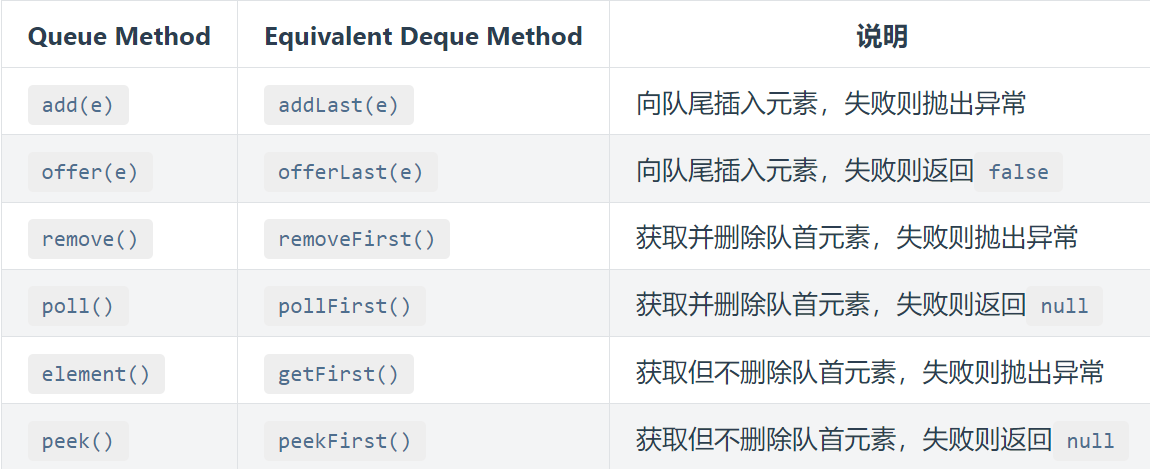 Queue Method Equivalent Deque Method 说明
add(e) addLast(e) 向队尾插入元素，失败则抛出异常
offer(e) offerLast(e) 向队尾插入元素，失败则返回 false
remove() removeFirst() 获取并删除队首元素，失败则抛出异常
poll() pollFirst() 获取并删除队首元素，失败则返回 null
element() getFirst() 获取但不删除队首元素，失败则抛出异常
peek() peekFirst() 获取但不删除队首元素，失败则返回 null